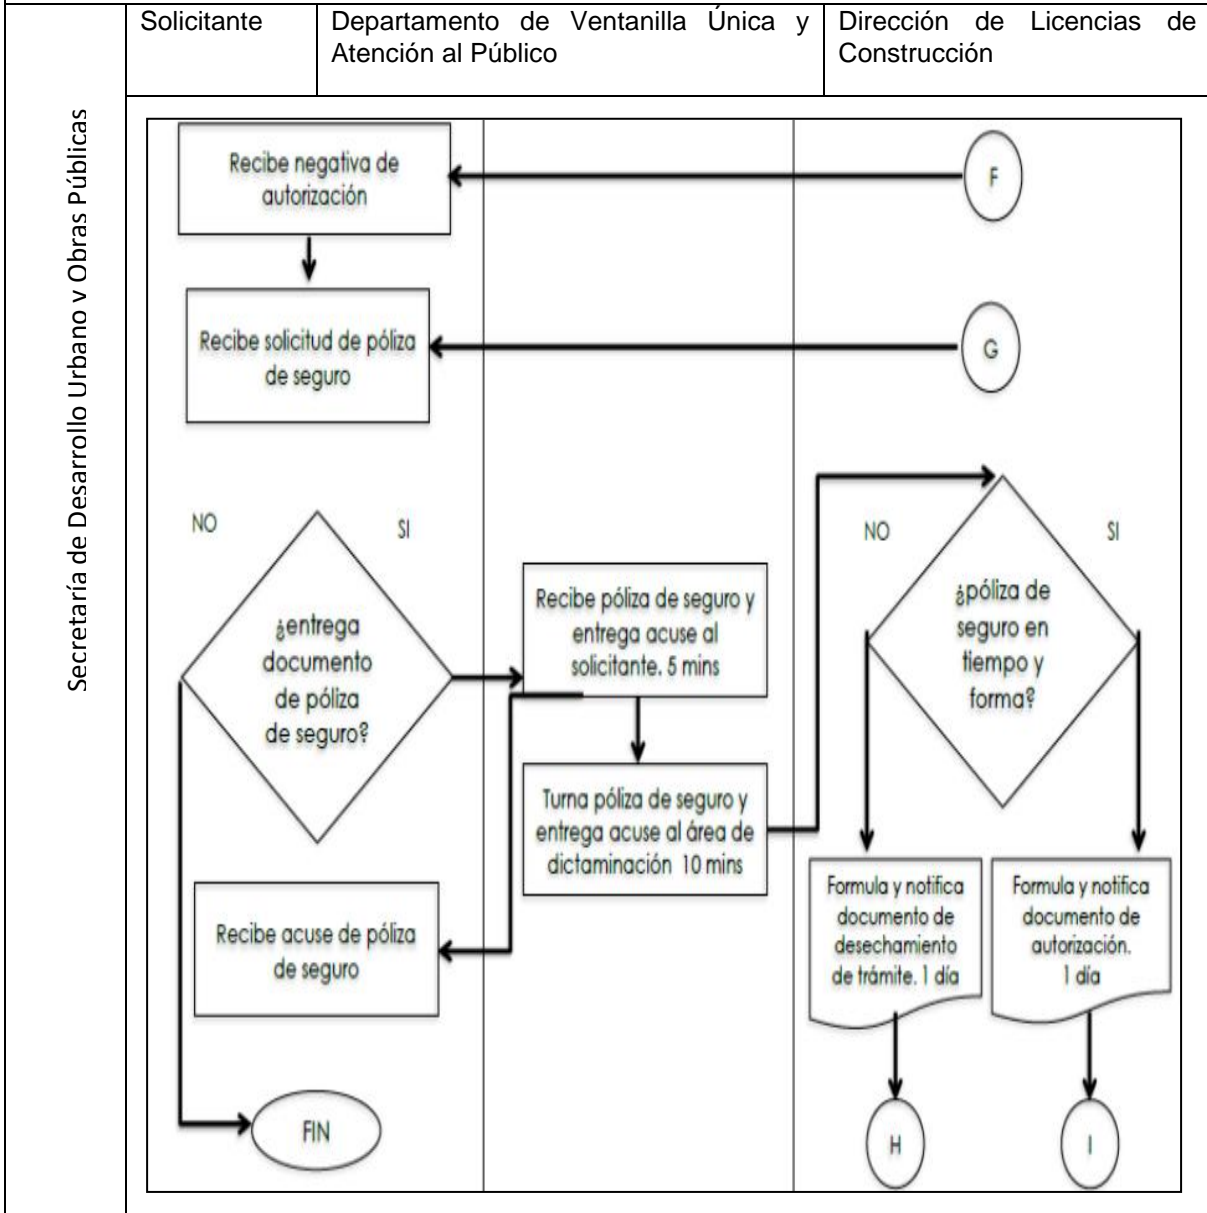 Solicitante
Departamento de Ventanilla Única y
Atención al Público
Dirección de Licencias de
Construcción
Secretaría de Desarrollo Urbano y Obras Públicas
Recibe negativa de
autorización
F
Recibe solicitud de póliza
de seguro
G
NO
SI
¿entrega
documento
de póliza
de seguro?
Recibe póliza de seguro y
entrega acuse al
solicitante. 5 mins
NO
SI
¿póliza de
seguro en
tiempo y
forma?
Turna póliza de seguro y
entrega acuse al área de
dictaminación 10 mins
Recibe acuse de póliza
de seguro
Formula y notifica
documento de
desechamiento
de trámite. 1 día
Formula y notifica
documento de
autorización.
1 día
FIN
H
I